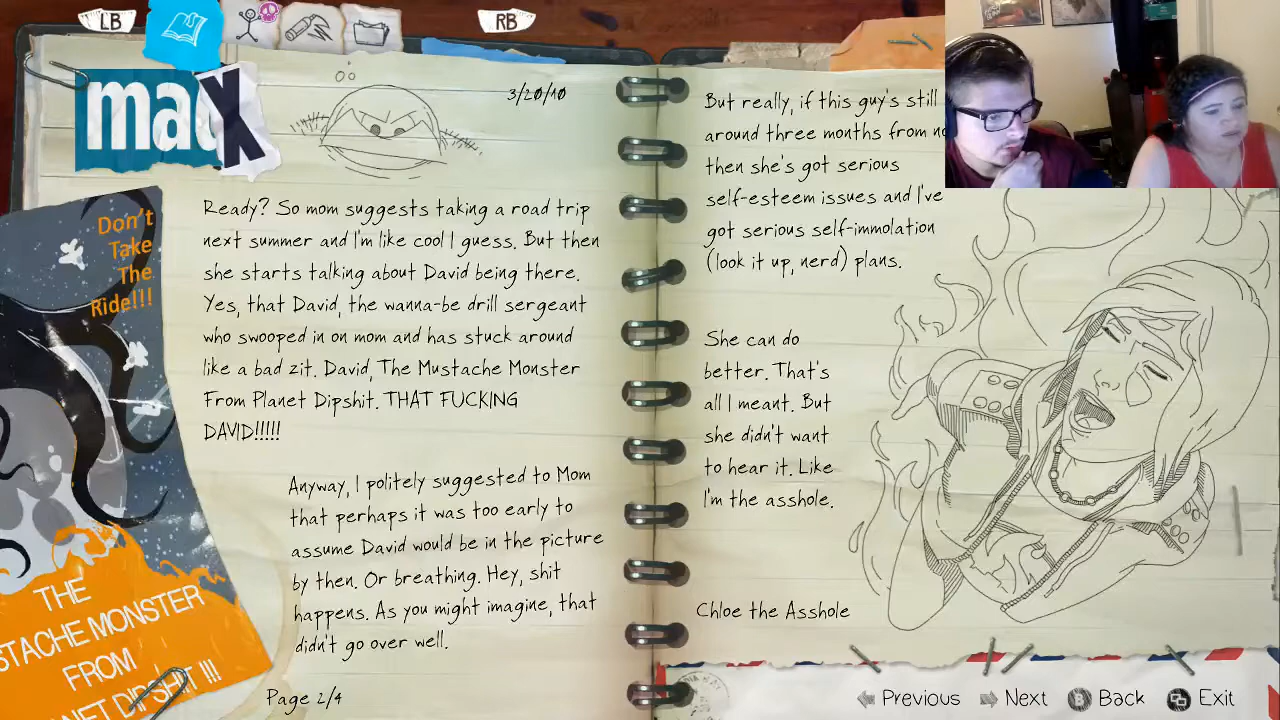 LB
RB
max
3/20/10
Don't
Take
The
Ride!!!
Ready? So mom suggests taking a road trip
next summer and I'm like cool I guess. But then
she starts talking about David being there.
Yes, that David, the wanna-be drill sergeant
who swooped in on mom and has stuck around
like a bad zit. David, The Mustache Monster
From Planet Dipshit. THAT FUCKING
DAVID!!!!!
Anyway, I politely suggested to Mom
that perhaps it was too early to
assume David would be in the picture
by then. Or breathing. Hey, shit
happens. As you might imagine, that
didn't go over well.
THE
STACHE MONSTER
FROM
NET DIPSHIT !!!
Page 2/4
But really, if this guy's still
around three months from no
then she's got serious
self-esteem issues and I've
got serious self-immolation
(look it up, nerd) plans.
She can do
better. That's
all I meant. But
she didn't want
to hear it. Like
I'm the asshole.
Chloe the Asshole
Previous
Next
B Back
Exit